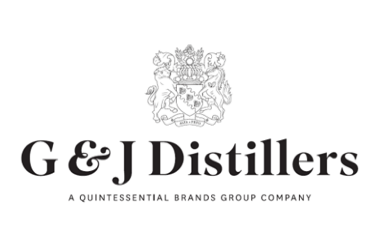 G & J Distillers
A QUINTESSENTIAL BRANDS GROUP COMPANY